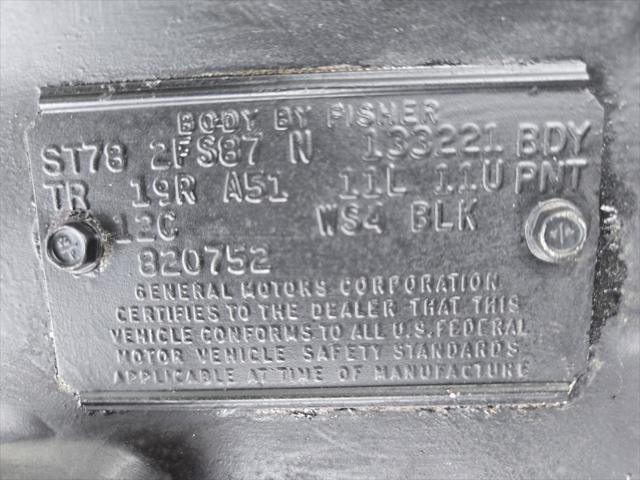 BODY BY FISHER
ST78 2FS87 N 133221 BDY
TR 19R A51 11L 11U PNT
12C WS4 BLK
820752
GENERAL MOTORS CORPORATION
CERTIFIES TO THE DEALER THAT THIS
VEHICLE CONFORMS TO ALL U.S. FEDERAL
MOTOR VEHICLE SAFETY STANDARDS
APPLICABLE AT TIME OF MANUFACTURE